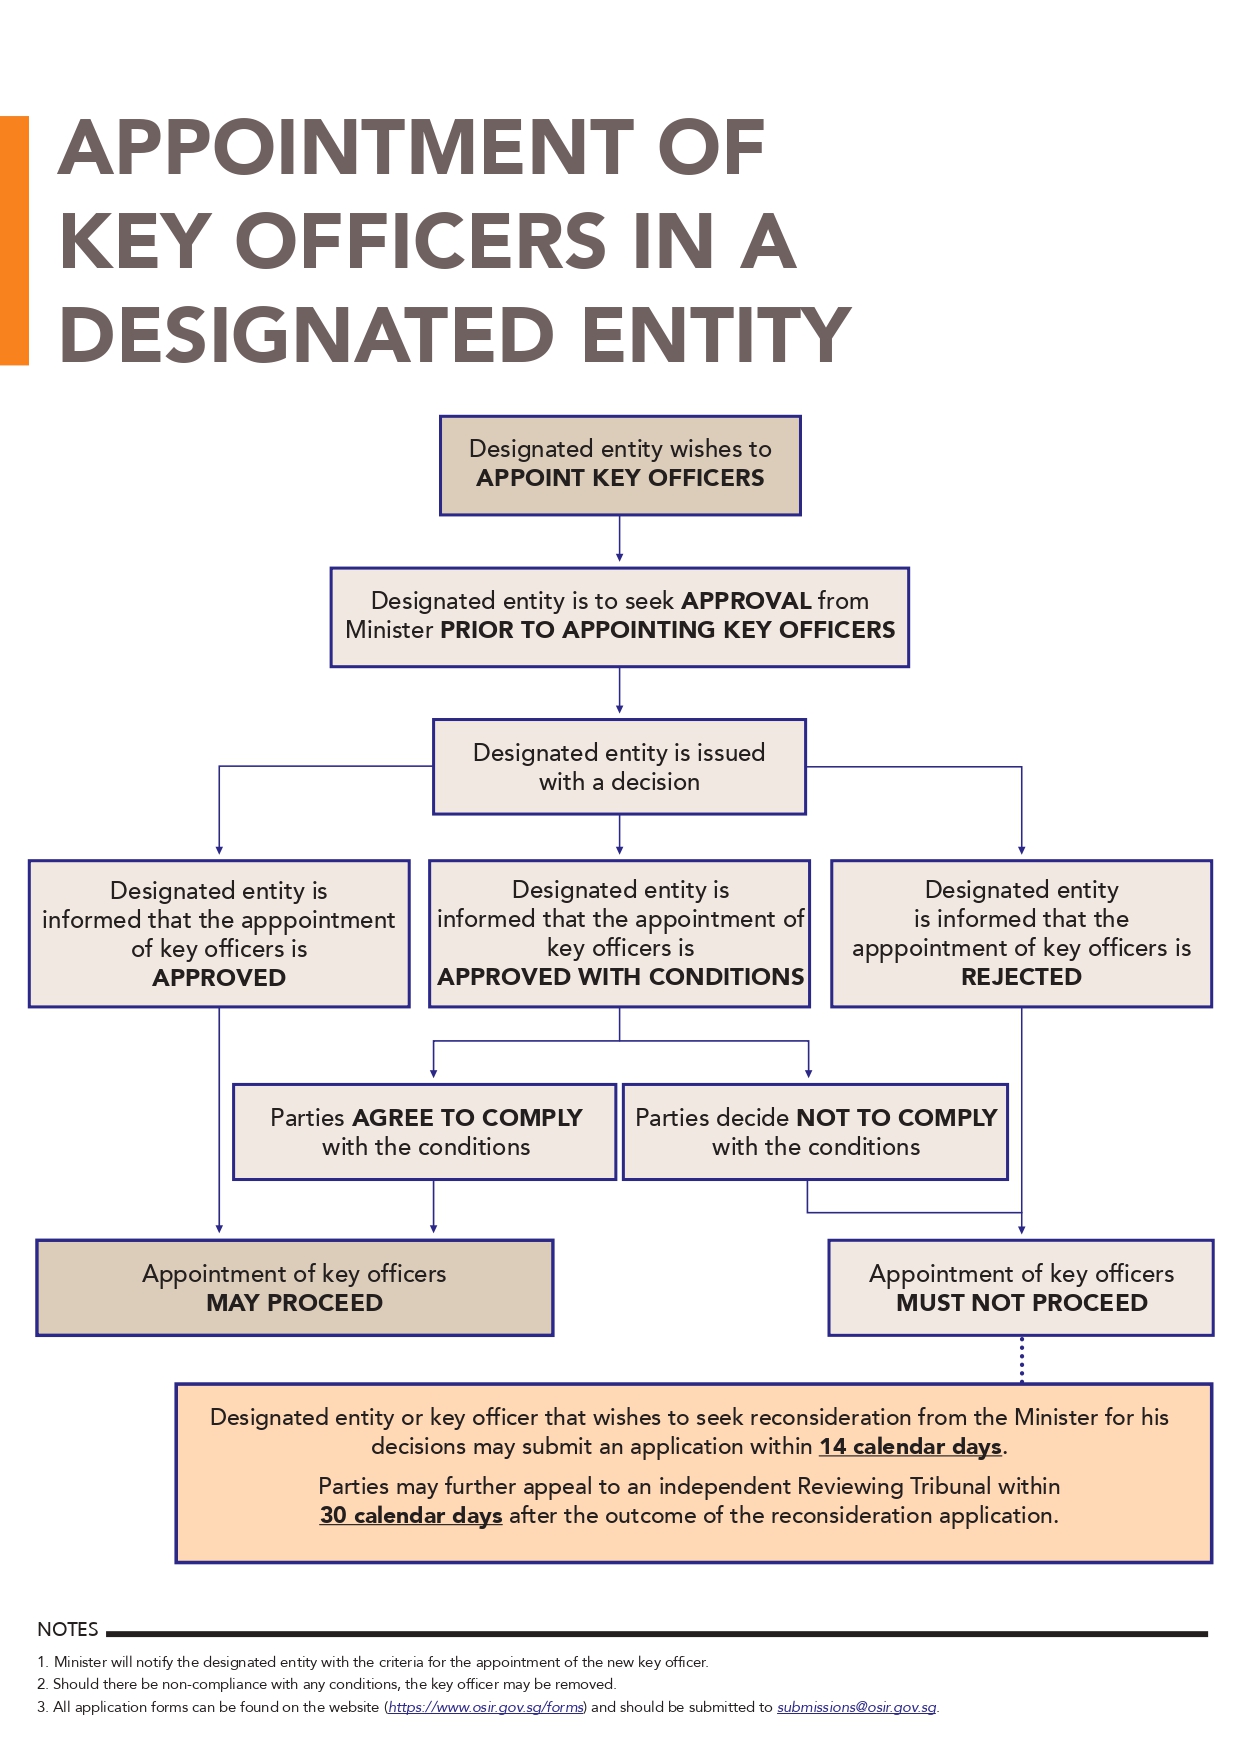 APPOINTMENT OF
KEY OFFICERS IN A
DESIGNATED ENTITY
Designated entity wishes to
APPOINT KEY OFFICERS
Designated entity is to seek APPROVAL from
Minister PRIOR TO APPOINTING KEY OFFICERS
Designated entity is issued
with a decision
Designated entity is
informed that the apppointment
of key officers is
APPROVED
Designated entity is
informed that the appointment of
key officers is
APPROVED WITH CONDITIONS
Designated entity
is informed that the
apppointment of key officers is
REJECTED
Parties AGREE TO COMPLY
with the conditions
Parties decide NOT TO COMPLY
with the conditions
Appointment of key officers
MAY PROCEED
Appointment of key officers
MUST NOT PROCEED
Designated entity or key officer that wishes to seek reconsideration from the Minister for his
decisions may submit an application within 14 calendar days.
Parties may further appeal to an independent Reviewing Tribunal within
30 calendar days after the outcome of the reconsideration application.
NOTES
1. Minister will notify the designated entity with the criteria for the appointment of the new key officer.
2. Should there be non-compliance with any conditions, the key officer may be removed.
3. All application forms can be found on the website (https://www.osir.gov.sg/forms) and should be submitted to submissions@osir.gov.sg.